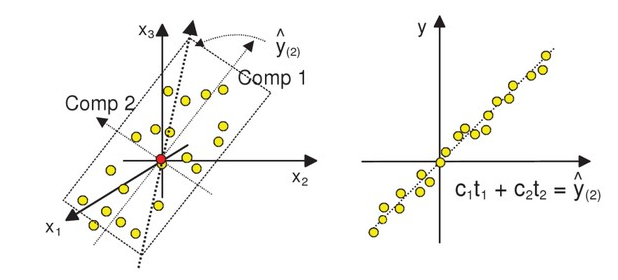 x₃
ŷ₍₂₎
Comp 1
Comp 2
x₂
x₁
y
c₁t₁ + c₂t₂ = ŷ₍₂₎